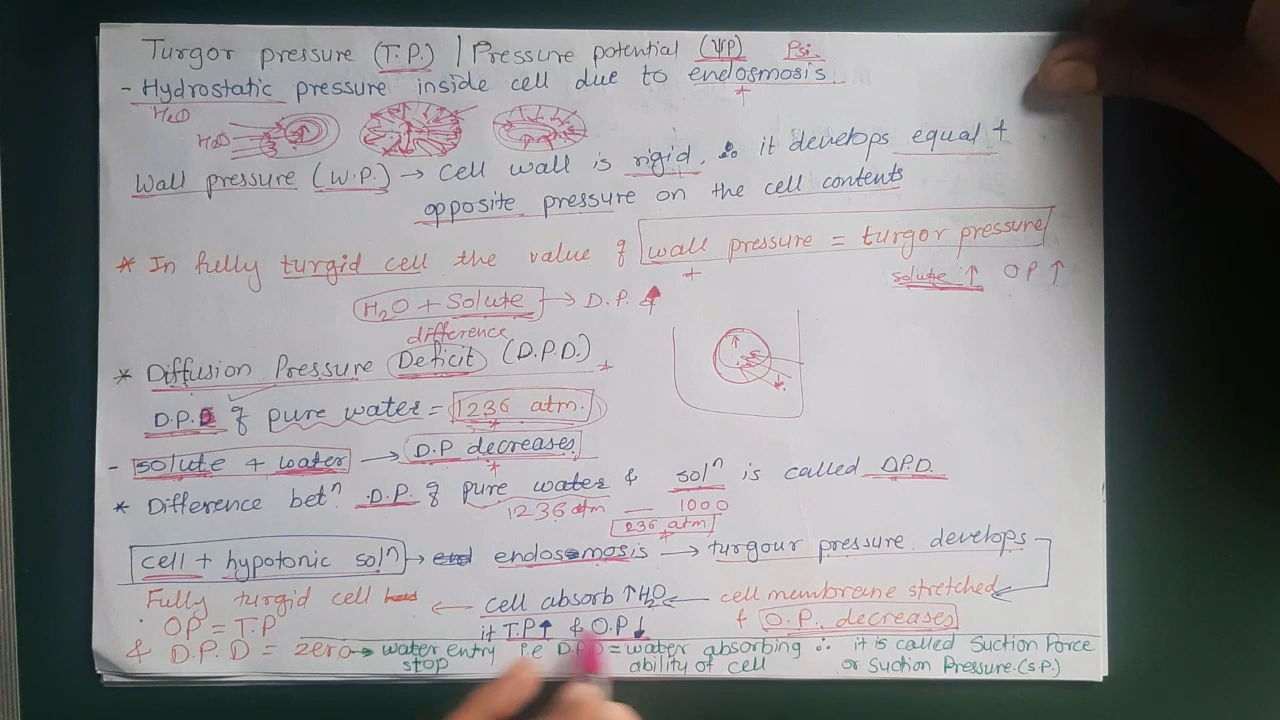 Turgor pressure (T.P.) | Pressure potential (ΨP) Psi.
- Hydrostatic pressure inside cell due to endosmosis
H2O
H2O
Wall pressure (W.P.) → cell wall is rigid. ∴ it develops equal +
opposite pressure on the cell contents
* In fully turgid cell the value of wall pressure = turgor pressure
solute ↑ OP ↑
H2O + Solute → D.P.
difference
* Diffusion Pressure Deficit (D.P.D.)
D.P. of pure water = 1236 atm.
- solute + water → D.P decreases
* Difference betn D.P. of pure water & soln is called D.P.D.
1236 atm — 1000
236 atm
cell + hypotonic soln → endosmosis → turgour pressure develops
Fully turgid cell ← cell absorb ↑ H2O ← cell membrane stretched
∴ OP = T.P it T.P ↑ & O.P ↓ & O.P. decreases
& D.P.D = zero → water entry i.e D.P.D = water absorbing ∴ it is called Suction Force
stop ability of cell or Suction Pressure.(S.P.)